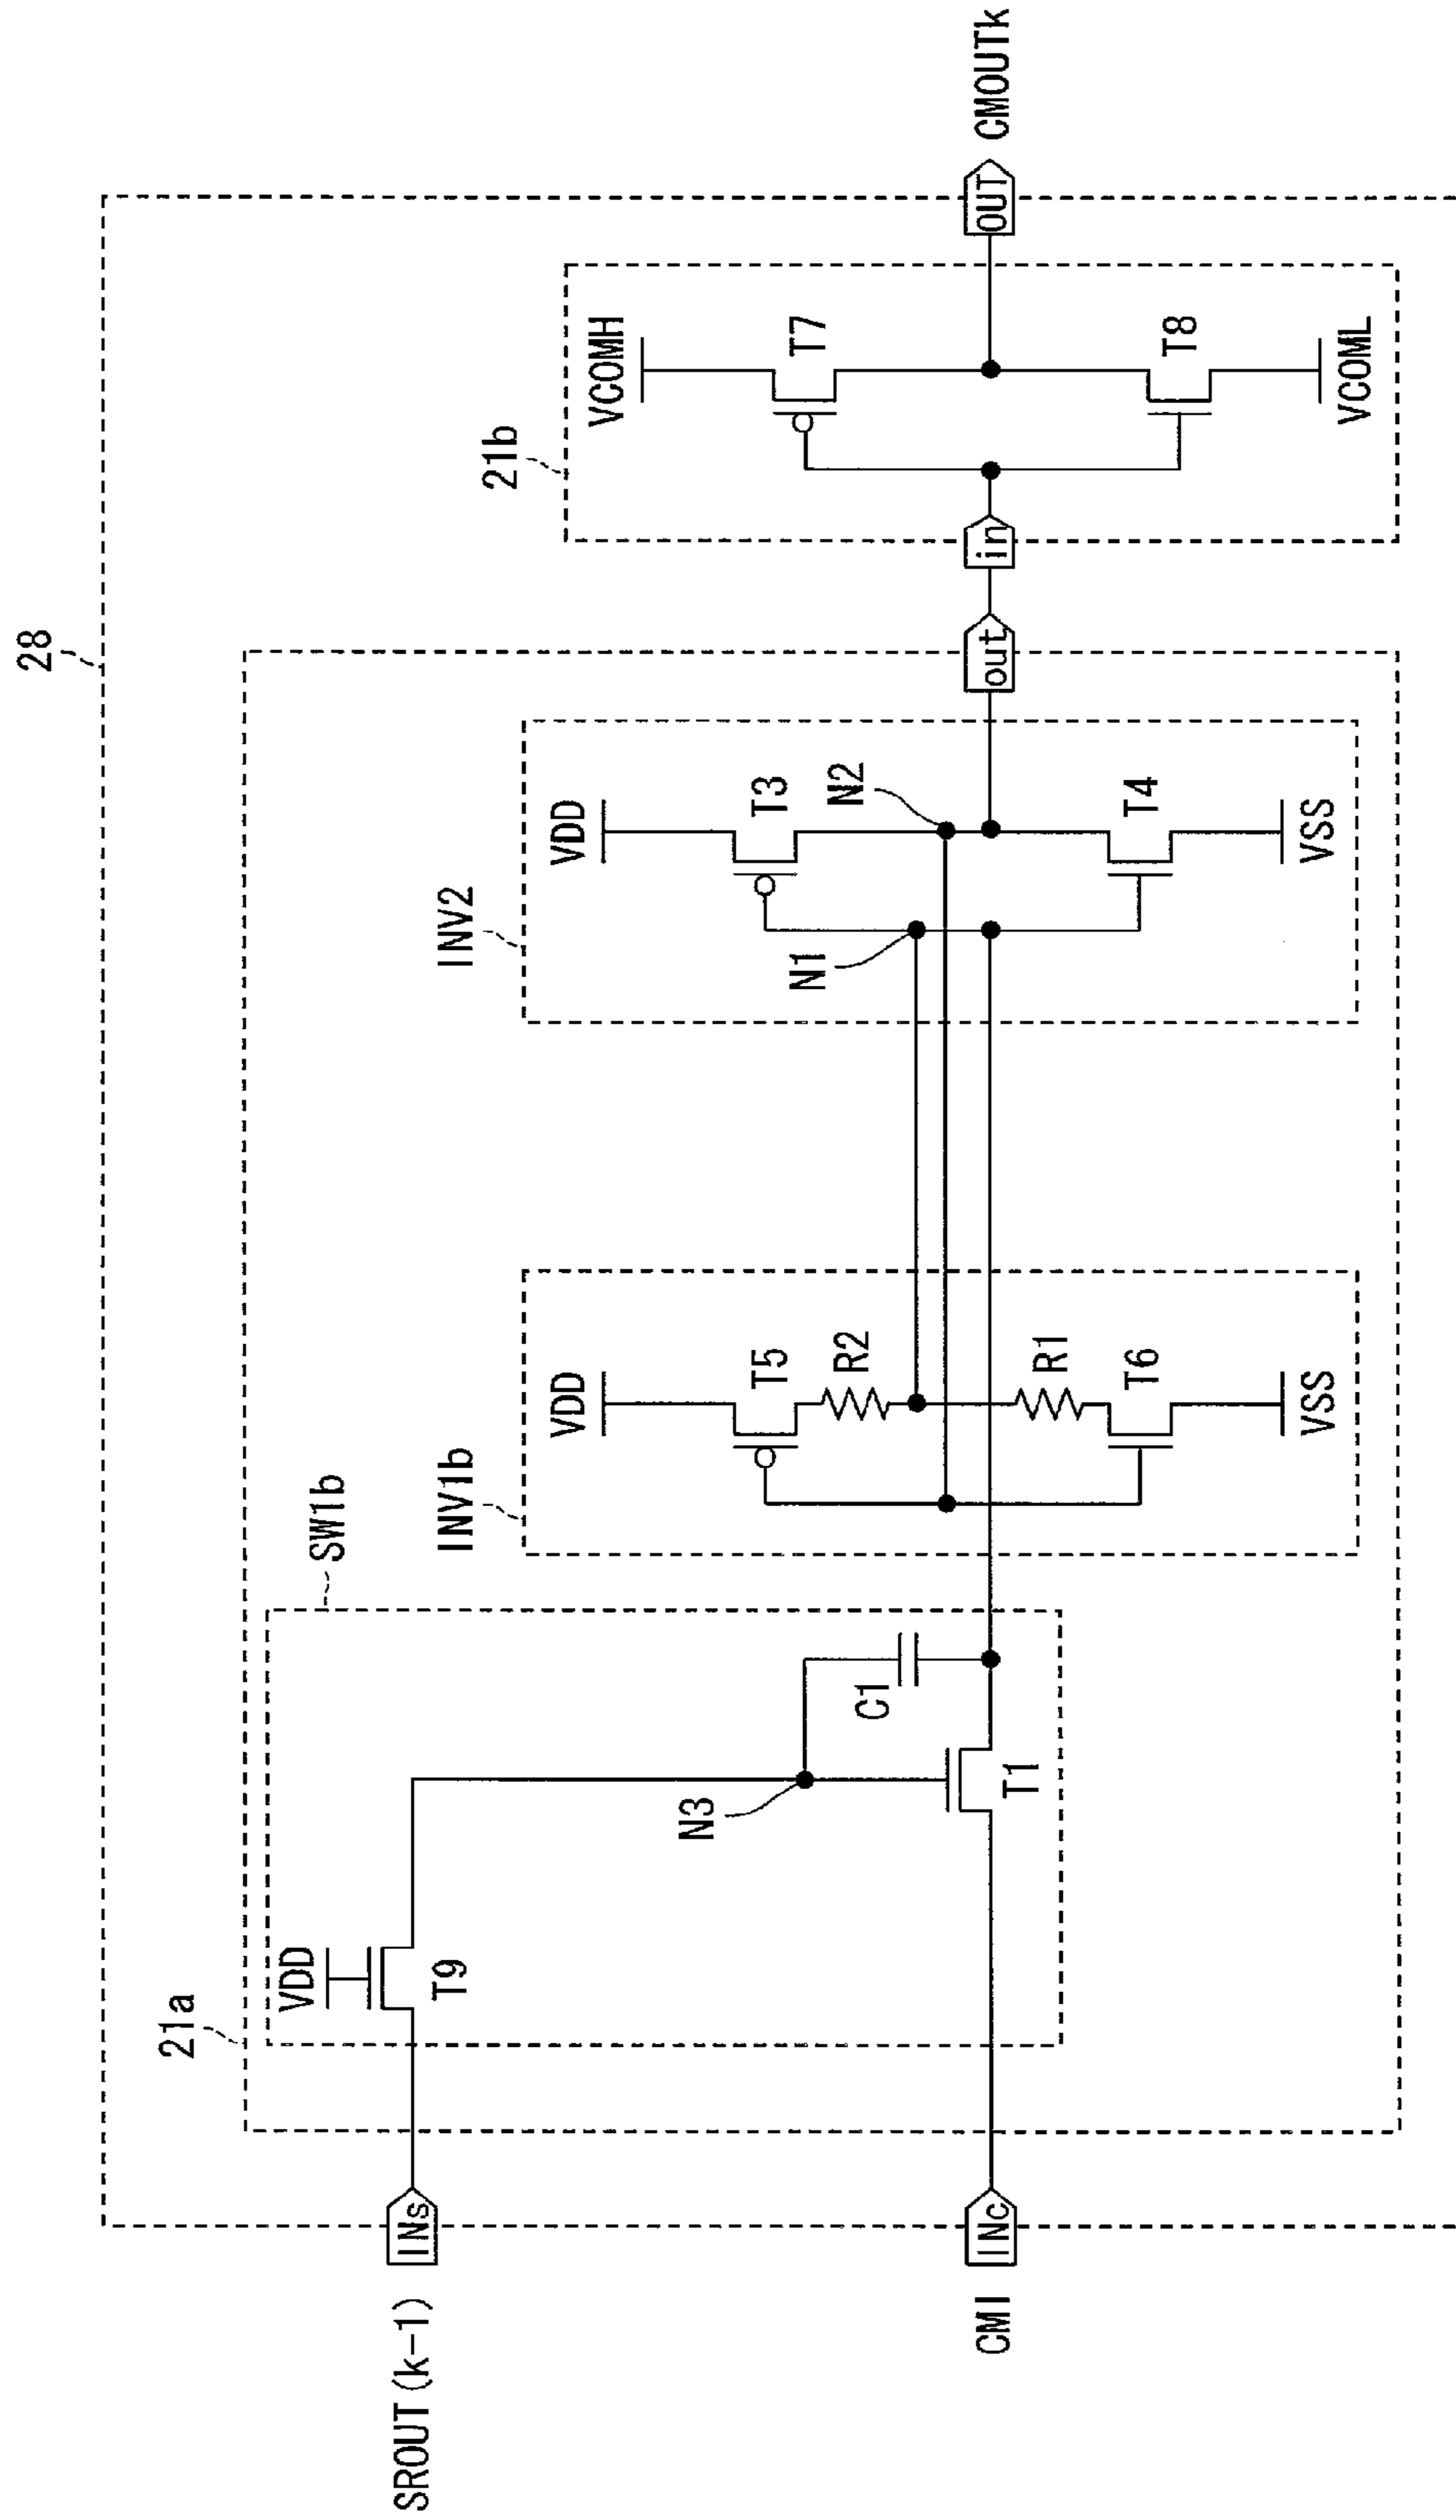 28
21a
SW1b
INV1b
INV2
21b
SROUT(k-1)
INs
VDD
T9
N3
C1
T1
CMI
INc
VDD
T5
R2
R1
T6
VSS
VDD
T3
N2
N1
T4
VSS
out
in
VCOMH
T7
T8
VCOML
OUT
CMOUTk